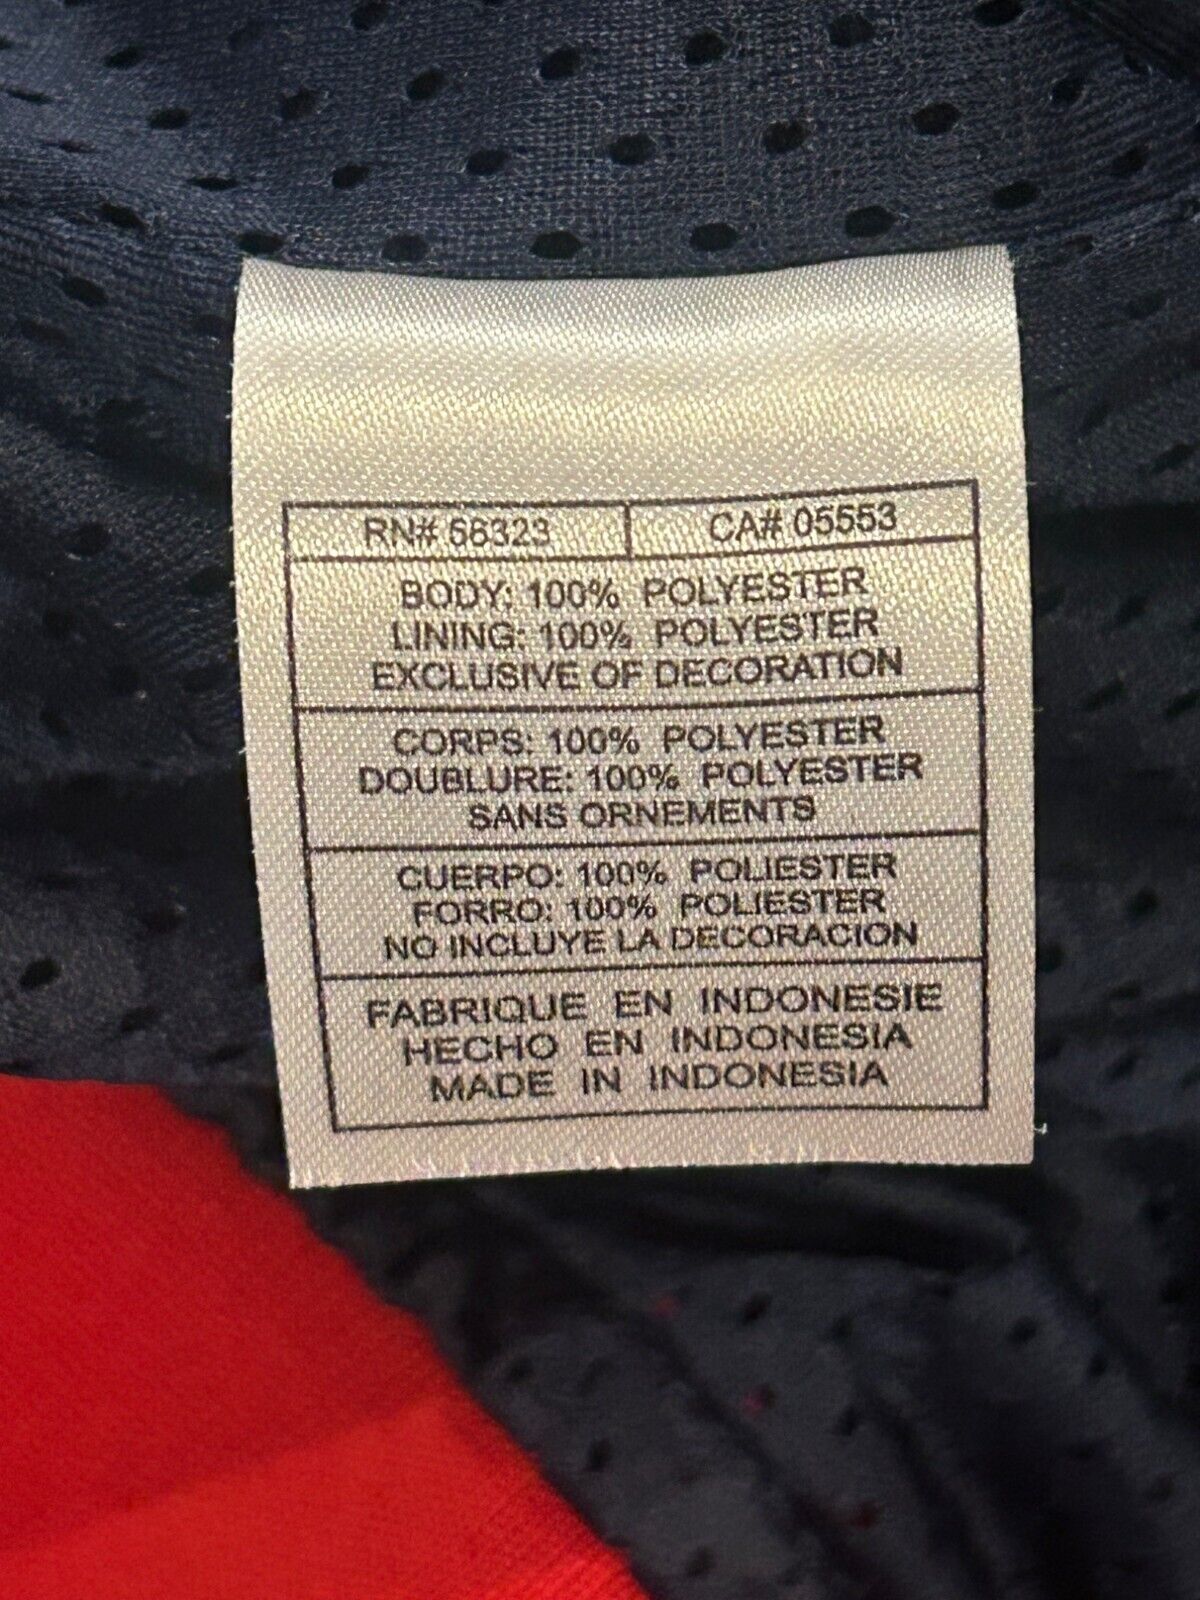 RN# 56323 CA# 05553
BODY: 100% POLYESTER
LINING: 100% POLYESTER
EXCLUSIVE OF DECORATION
CORPS: 100% POLYESTER
DOUBLURE: 100% POLYESTER
SANS ORNEMENTS
CUERPO: 100% POLIESTER
FORRO: 100% POLIESTER
NO INCLUYE LA DECORACION
FABRIQUE EN INDONESIE
HECHO EN INDONESIA
MADE IN INDONESIA